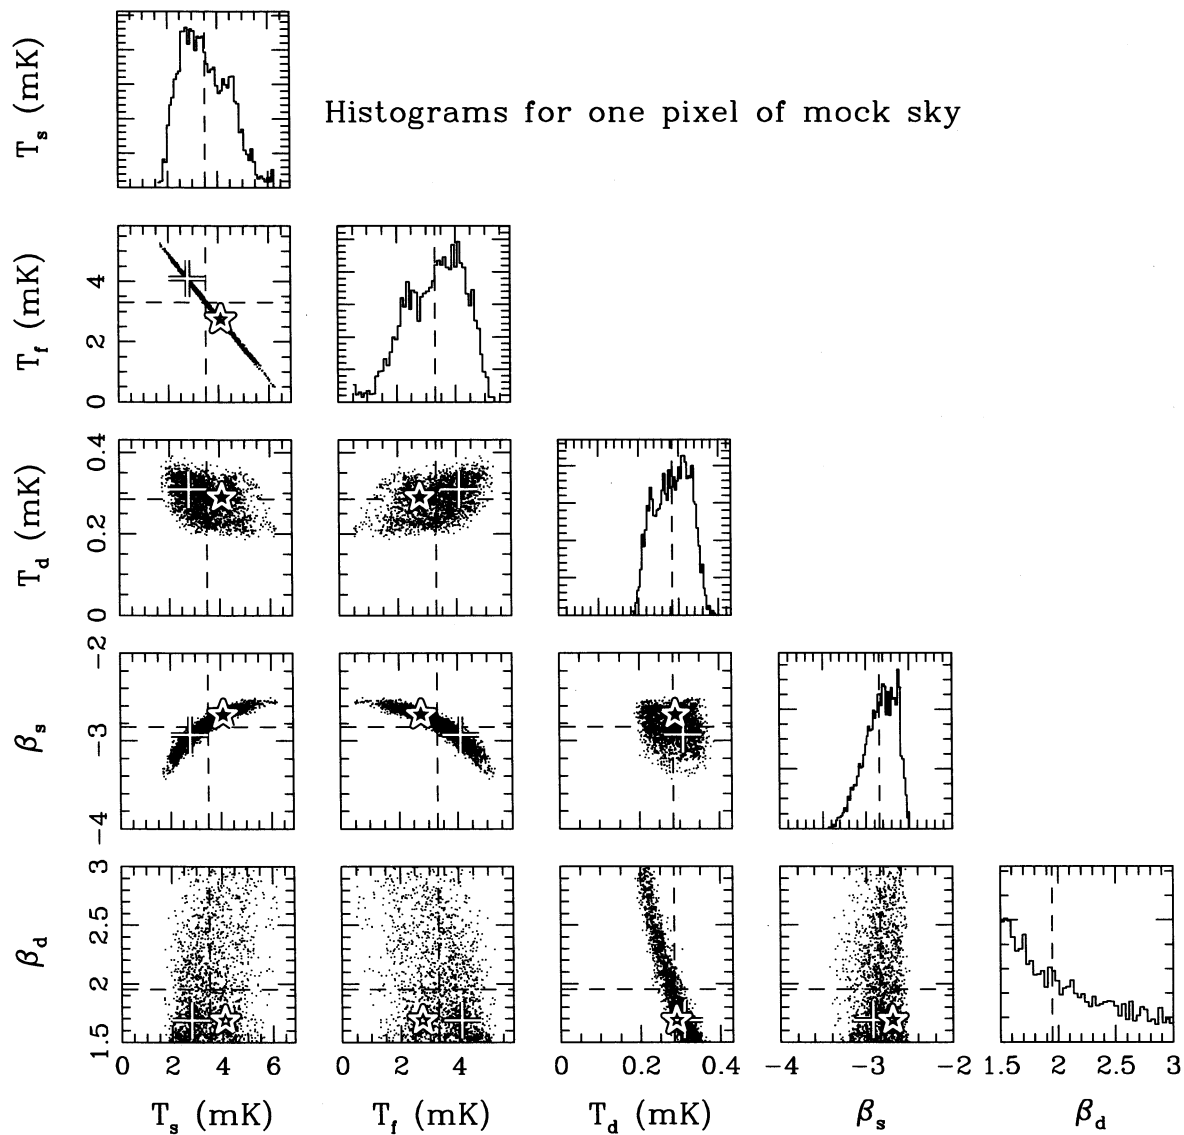 T_s (mK)
Histograms for one pixel of mock sky
T_f (mK)
4
2
0
T_d (mK)
0.4
0.2
0
β_s
−2
−3
−4
β_d
3
2.5
2
1.5
0 2 4 6 0 2 4 0 0.2 0.4 −4 −3 −2 1.5 2 2.5 3
T_s (mK) T_f (mK) T_d (mK) β_s β_d